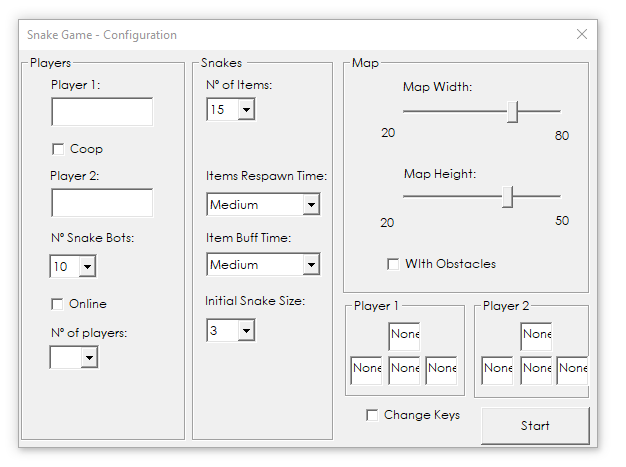 Snake Game - Configuration
Players
Player 1:
Coop
Player 2:
Nº Snake Bots:
10
Online
Nº of players:
Snakes
Nº of Items:
15
Items Respawn Time:
Medium
Item Buff Time:
Medium
Initial Snake Size:
3
Map
Map Width:
20
80
Map Height:
20
50
WIth Obstacles
Player 1
None
None None None
Player 2
None
None None None
Change Keys
Start